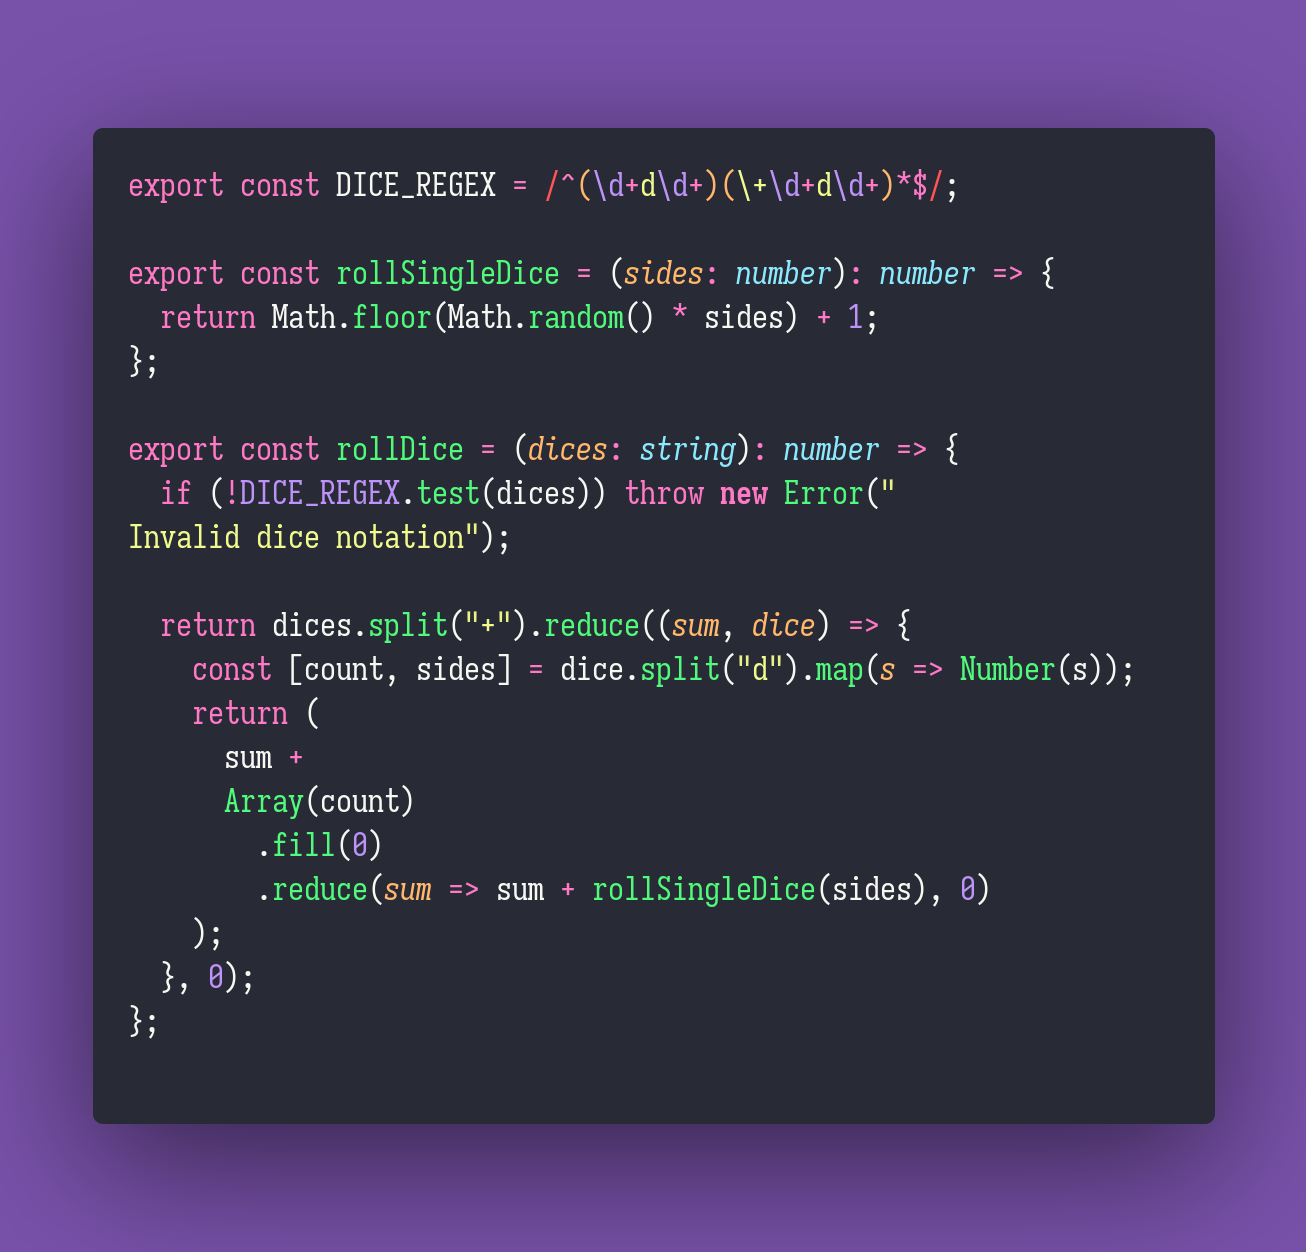 export const DICE_REGEX = /^(\d+d\d+)(\+\d+d\d+)*$/;

export const rollSingleDice = (sides: number): number => {
  return Math.floor(Math.random() * sides) + 1;
};

export const rollDice = (dices: string): number => {
  if (!DICE_REGEX.test(dices)) throw new Error("
Invalid dice notation");

  return dices.split("+").reduce((sum, dice) => {
    const [count, sides] = dice.split("d").map(s => Number(s));
    return (
      sum +
      Array(count)
        .fill(0)
        .reduce(sum => sum + rollSingleDice(sides), 0)
    );
  }, 0);
};